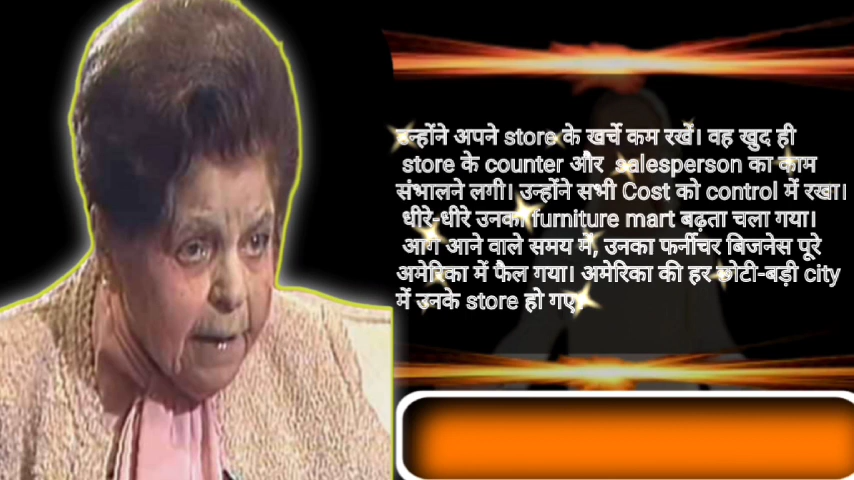 उन्होंने अपने store के खर्चे कम रखें। वह खुद ही
store के counter और salesperson का काम
संभालने लगी। उन्होंने सभी Cost को control में रखा।
धीरे-धीरे उनका furniture mart बढ़ता चला गया।
आगे आने वाले समय में, उनका फर्नीचर बिजनेस पूरे
अमेरिका में फैल गया। अमेरिका की हर छोटी-बड़ी city
में उनके store हो गए।